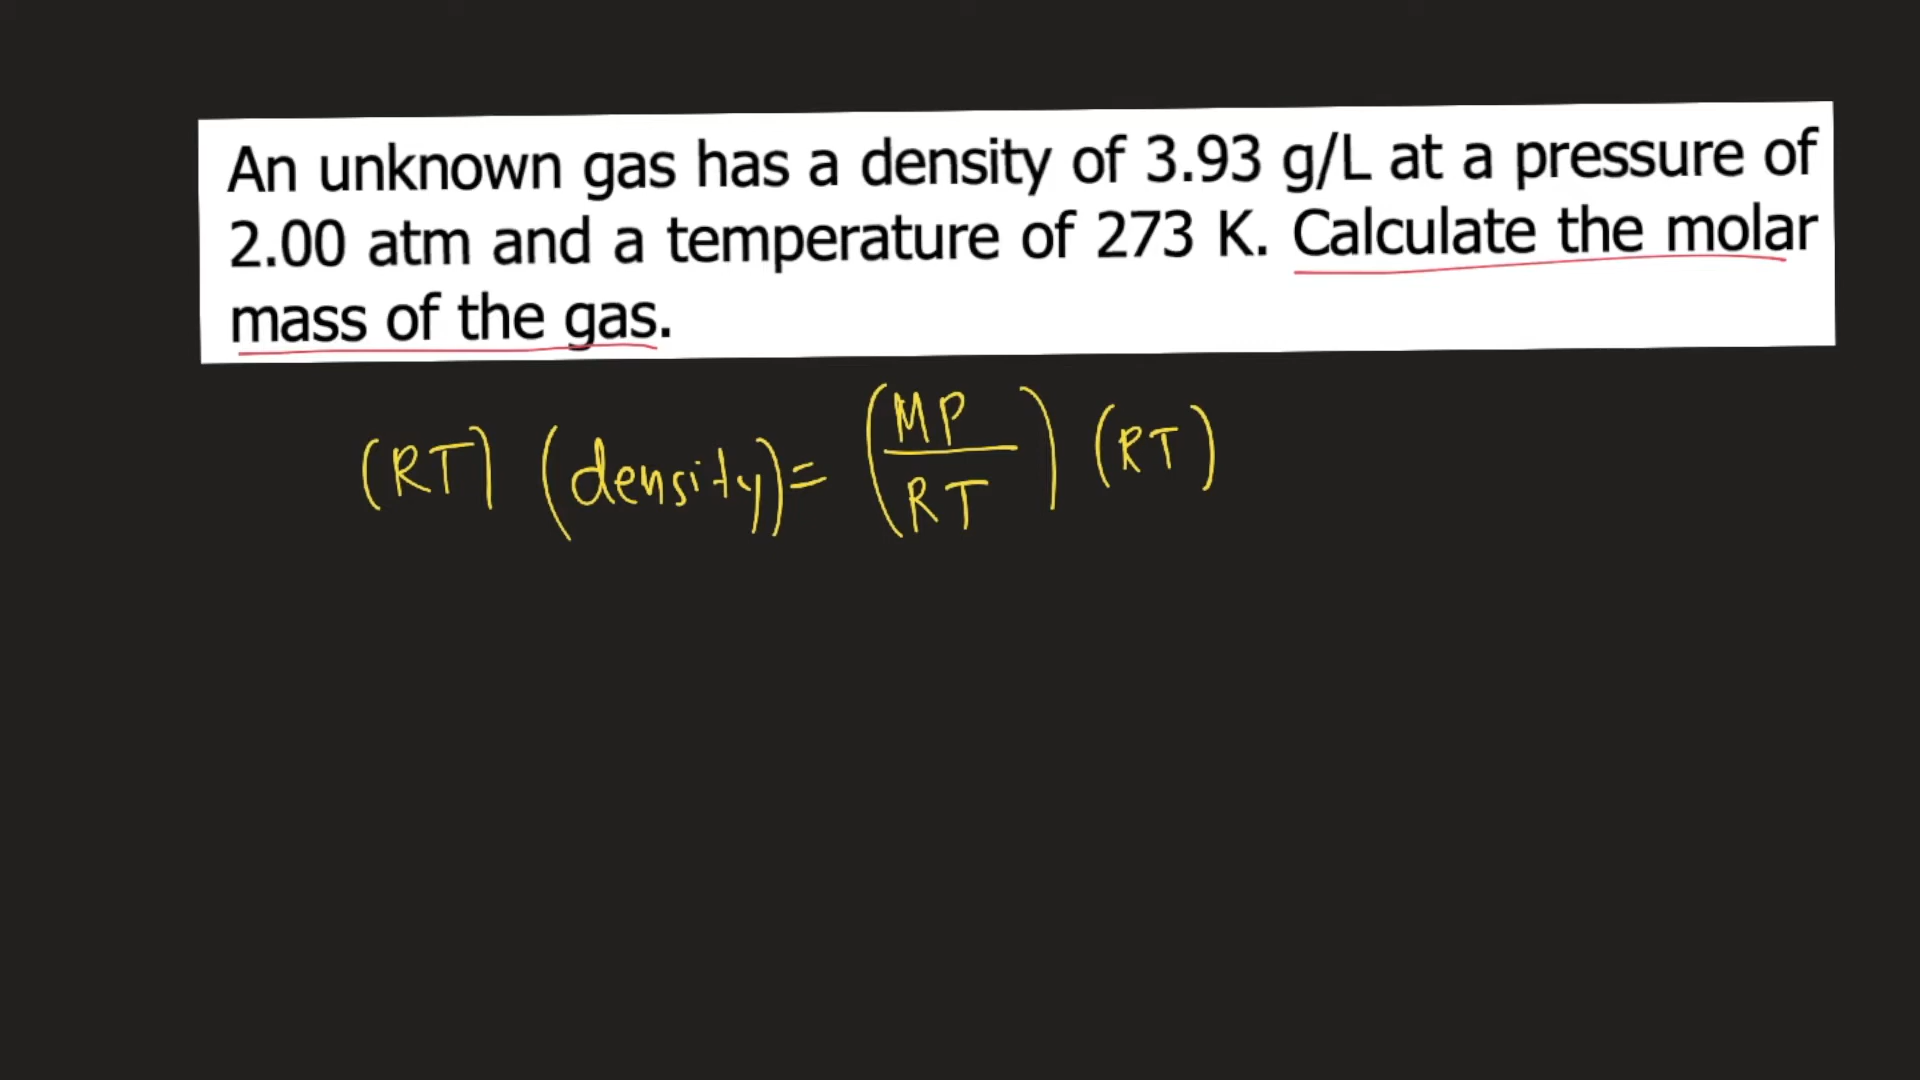 An unknown gas has a density of 3.93 g/L at a pressure of
2.00 atm and a temperature of 273 K. Calculate the molar
mass of the gas.
(RT) (density) = (MP/RT) (RT)